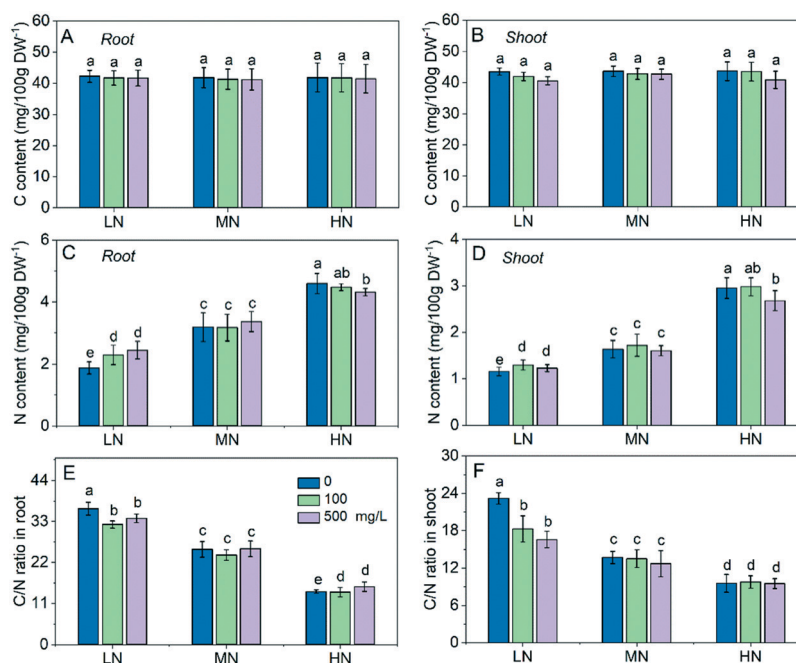 A Root
a a a a a a a a a
C content (mg/100g DW⁻¹)
60
50
40
30
20
10
0
LN MN HN
B Shoot
a a a a a a a a a
C content (mg/100g DW⁻¹)
60
50
40
30
20
10
0
LN MN HN
C Root
e d d c c c a ab b
N content (mg/100g DW⁻¹)
6
4
2
0
LN MN HN
D Shoot
e d d c c c a ab b
N content (mg/100g DW⁻¹)
4
3
2
1
0
LN MN HN
E
0
100
500 mg/L
a b b c c c e d d
C/N ratio in root
44
33
22
11
0
LN MN HN
F
a b b c c c d d d
C/N ratio in shoot
30
24
18
12
6
0
LN MN HN